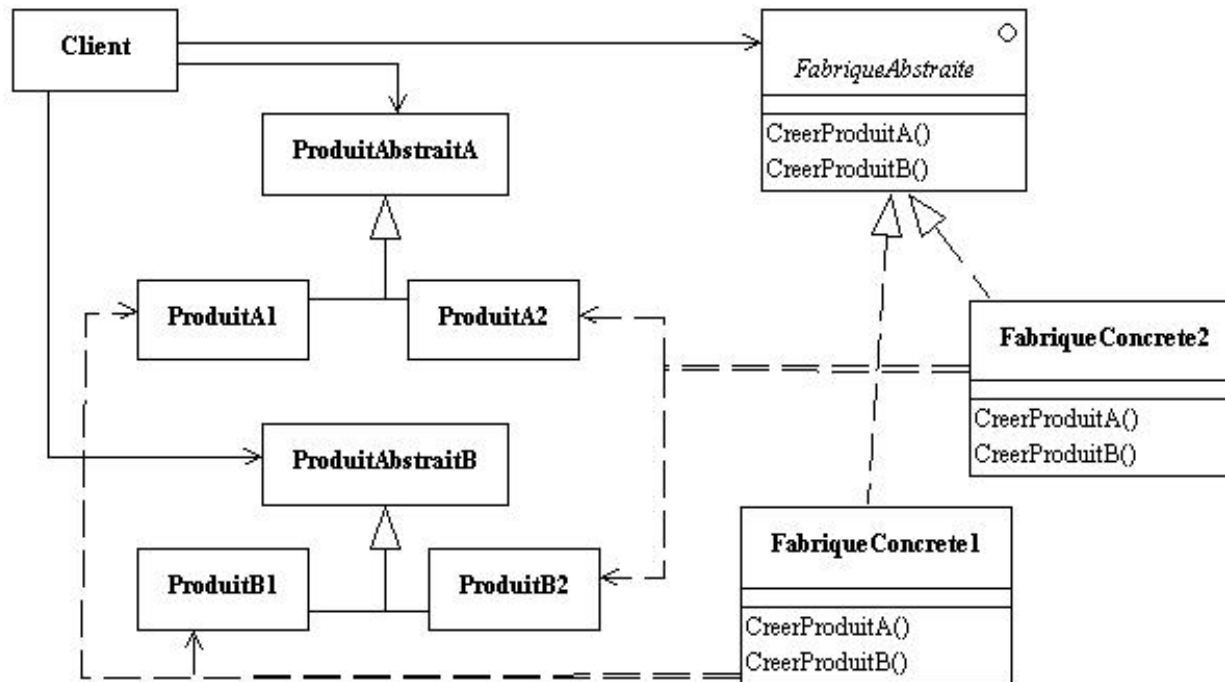 Client
FabriqueAbstraite
CreerProduitA()
CreerProduitB()
ProduitAbstraitA
ProduitA1
ProduitA2
FabriqueConcrete2
CreerProduitA()
CreerProduitB()
ProduitAbstraitB
ProduitB1
ProduitB2
FabriqueConcrete1
CreerProduitA()
CreerProduitB()